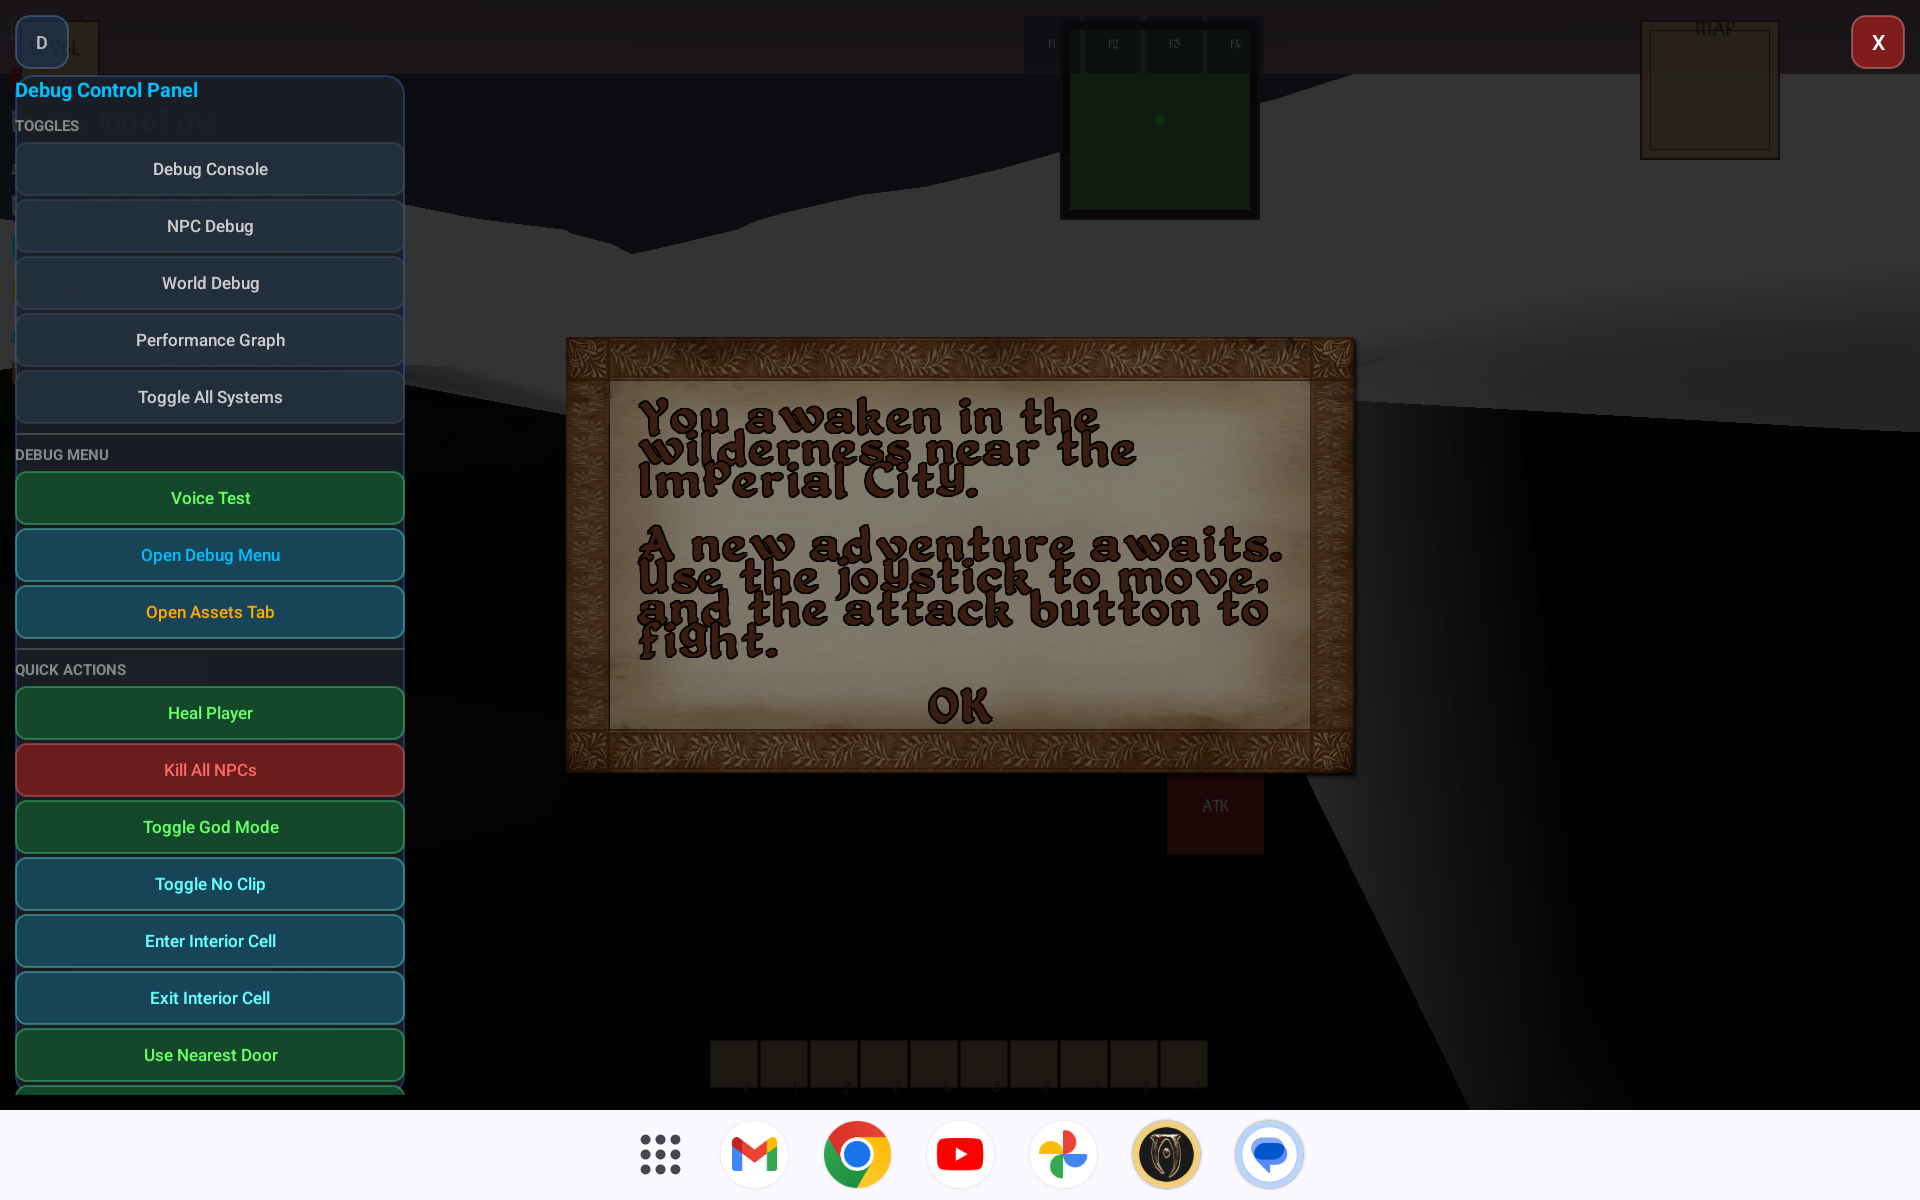 D
X
MAP
f1
f2
f3
f4
Debug Control Panel
TOGGLES
Debug Console
NPC Debug
World Debug
Performance Graph
Toggle All Systems
DEBUG MENU
Voice Test
Open Debug Menu
Open Assets Tab
QUICK ACTIONS
Heal Player
Kill All NPCs
Toggle God Mode
Toggle No Clip
Enter Interior Cell
Exit Interior Cell
Use Nearest Door
You awaken in the
wilderness near the
Imperial City.
A new adventure awaits.
Use the joystick to move,
and the attack button to
fight.
OK
ATK